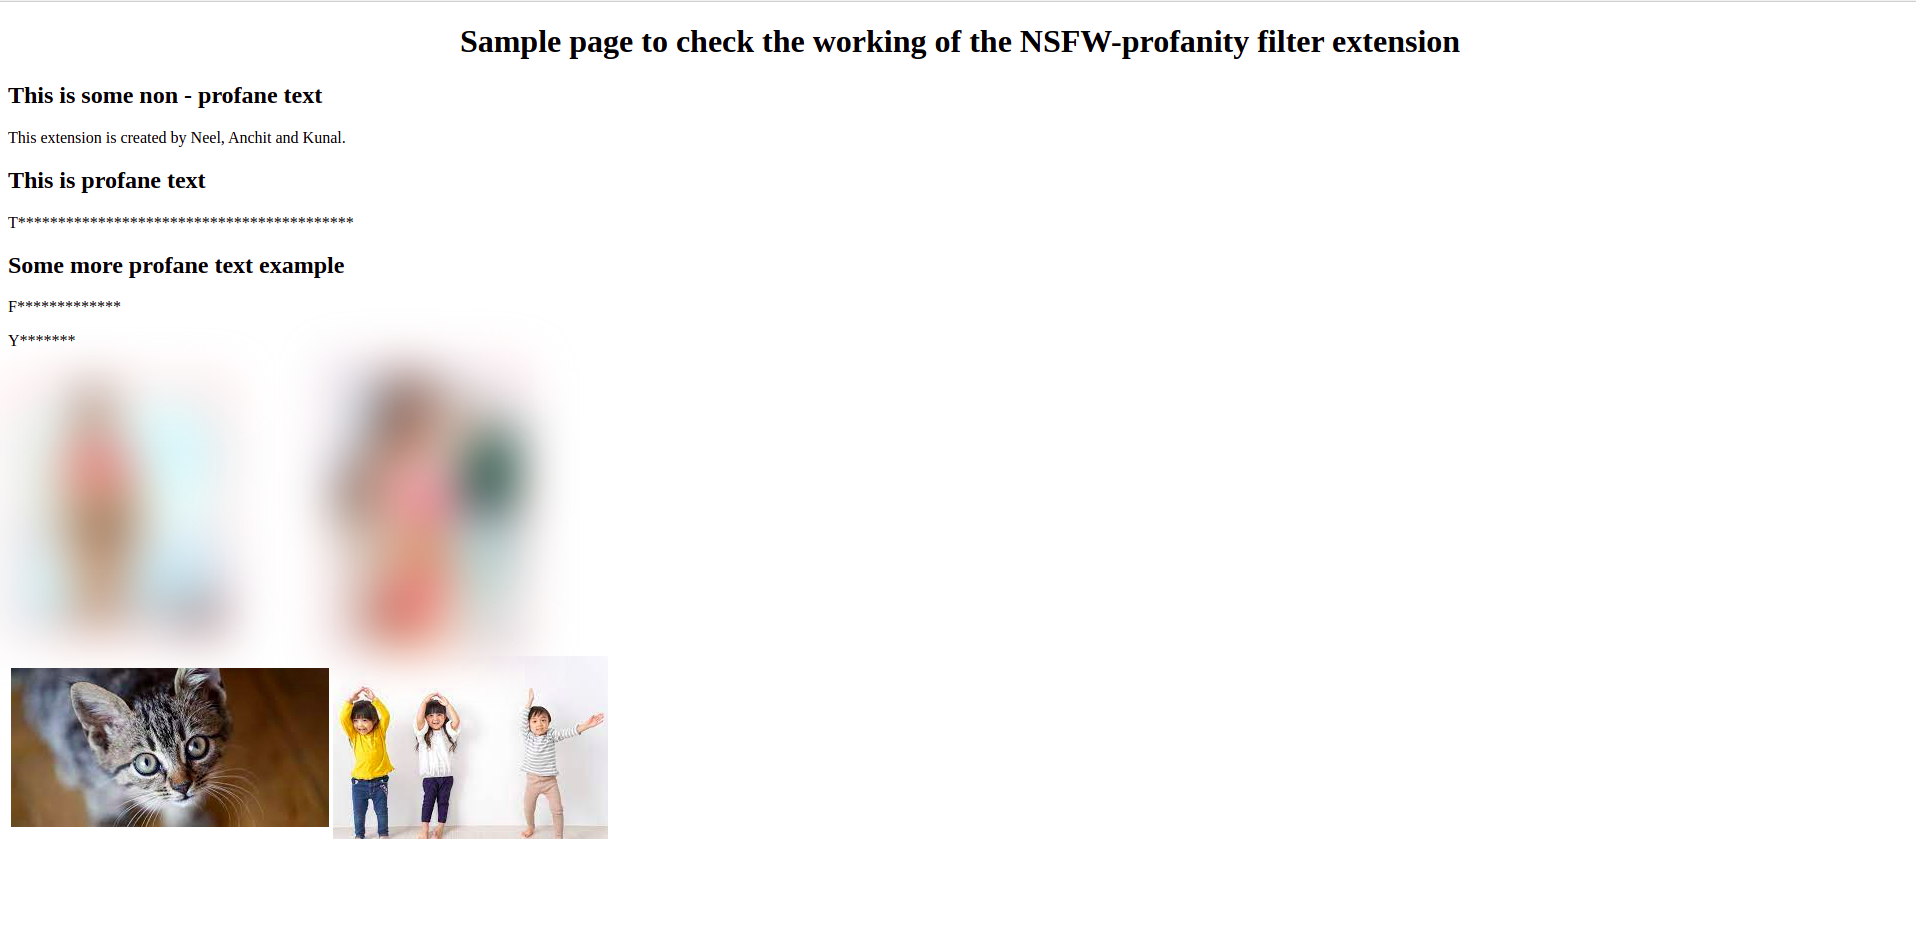 Sample page to check the working of the NSFW-profanity filter extension
This is some non - profane text
This extension is created by Neel, Anchit and Kunal.
This is profane text
T******************************************
Some more profane text example
F*************
Y*******